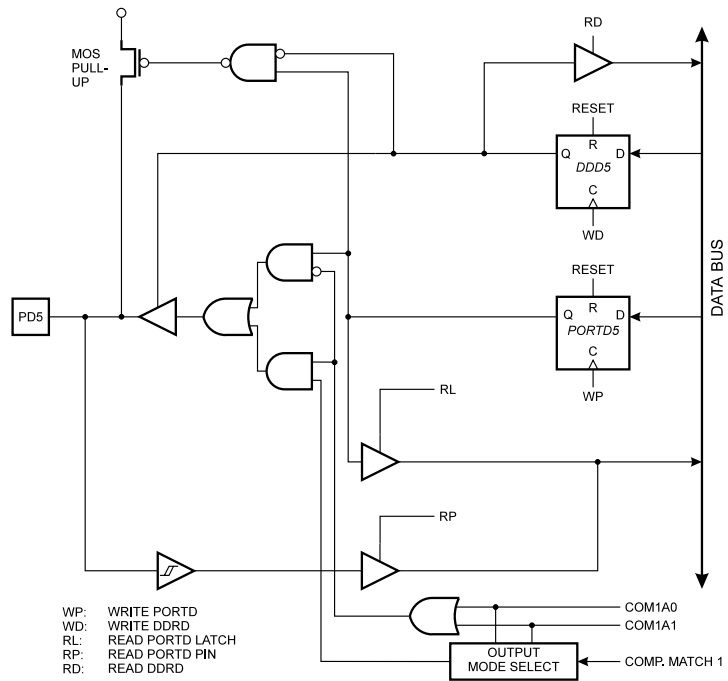 RD
MOS
PULL-
UP
RESET
R
Q
D
DDD5
C
WD
RESET
R
Q
D
PD5
PORTD5
C
WP
DATA BUS
RL
RP
WP: WRITE PORTD
WD: WRITE DDRD
RL: READ PORTD LATCH
RP: READ PORTD PIN
RD: READ DDRD
COM1A0
COM1A1
OUTPUT
MODE SELECT
COMP. MATCH 1